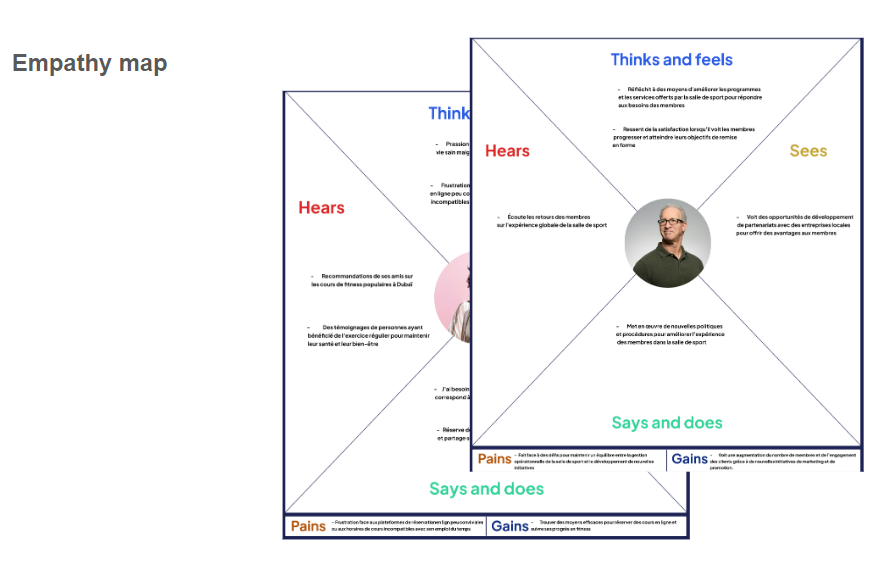 Empathy map
Thinks and feels
- Réfléchit à des moyens d'améliorer les programmes
et les services offerts par la salle de sport pour répondre
aux besoins des membres
- Ressent de la satisfaction lorsqu'il voit les membres
progresser et atteindre leurs objectifs de remise
en forme
Hears
Sees
- Écoute les retours des membres
sur l'expérience globale de la salle de sport
- Voit des opportunités de développement
de partenariats avec des entreprises locales
pour offrir des avantages aux membres
- Met en œuvre de nouvelles politiques
et procédures pour améliorer l'expérience
des membres dans la salle de sport
Says and does
Pains
- Fait face à des défis pour maintenir un équilibre entre la gestion
opérationnelle de la salle de sport et le développement de nouvelles
initiatives
Gains
- Voit une augmentation du nombre de membres et de l'engagement
des clients grâce à de nouvelles initiatives de marketing et de
promotion.
Think
- Passion
vie sain maig
- Frustration
en ligne peu co
incompatibles
Hears
- Recommandations de ses amis sur
les cours de fitness populaires à Dubaï
- Des témoignages de personnes ayant
bénéficié de l'exercice régulier pour maintenir
leur santé et leur bien-être
- J'ai besoin
correspond à
- Réserve de
et partage s
Says and does
Pains
- Frustration face aux plateformes de réservation en lign peu conviviales
ou aux horaires de cours incompatibles avec son emploi du temps
Gains
- Trouver des moyens efficaces pour réserver des cours en ligne et
suivre ses progrès en fitness